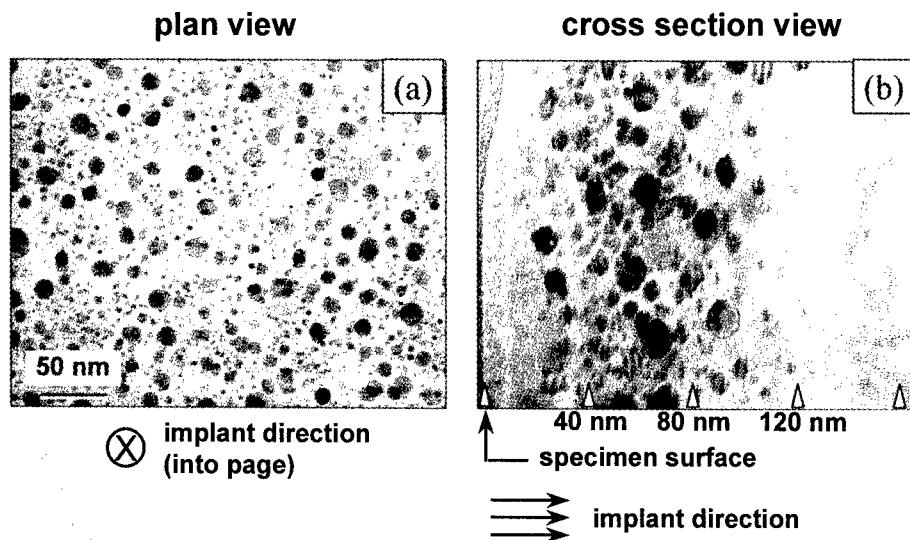 plan view
cross section view
(a)
(b)
50 nm
40 nm 80 nm 120 nm
implant direction
(into page)
specimen surface
implant direction